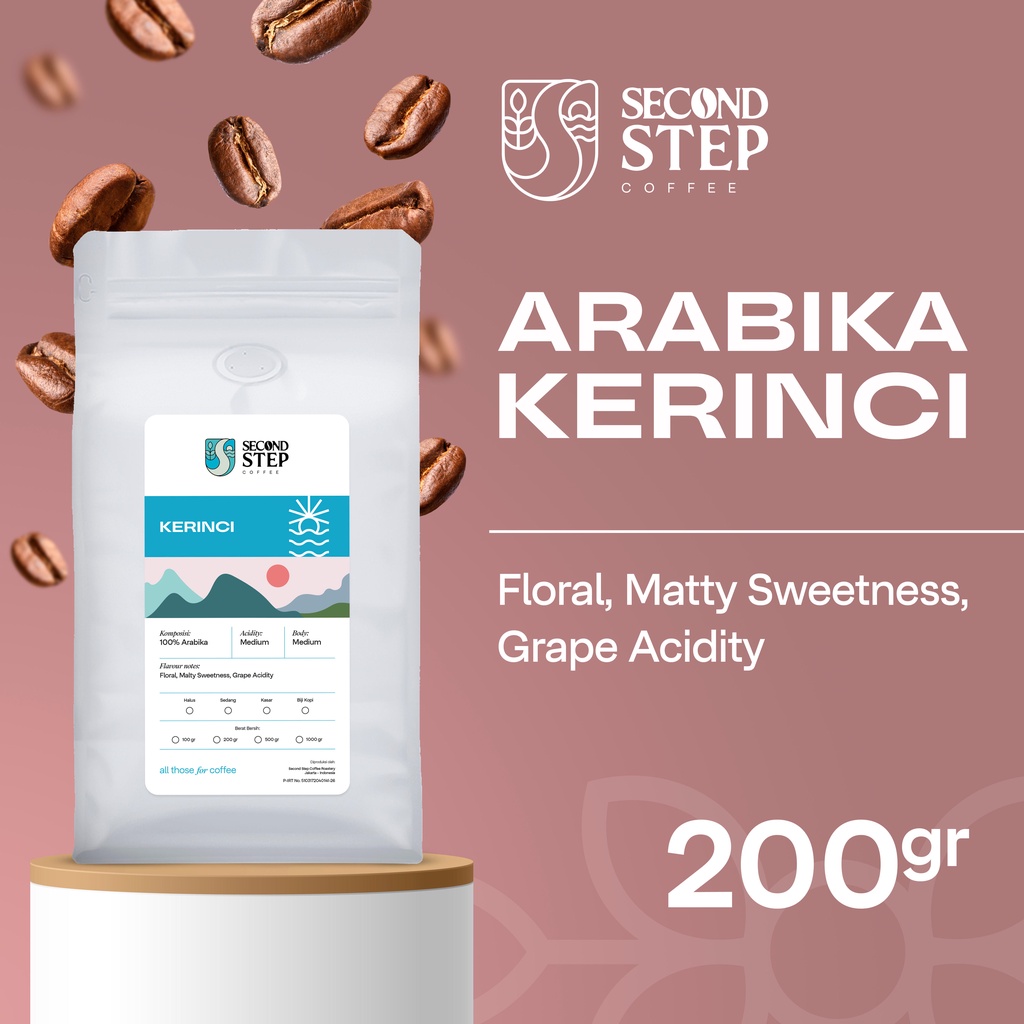 SECOND
STEP
COFFEE
ARABIKA
KERINCI
Floral, Matty Sweetness,
Grape Acidity
200gr
SECOND
STEP
COFFEE
KERINCI
Komposisi: Acidity: Body:
100% Arabika Medium Medium
Flavour notes:
Floral, Malty Sweetness, Grape Acidity
Halus Sedang Kasar Biji Kopi
Berat Bersih:
100 gr 200 gr 500 gr 1000 gr
all those for coffee
Diproduksi oleh:
Second Step Coffee Roastery
Jakarta - Indonesia